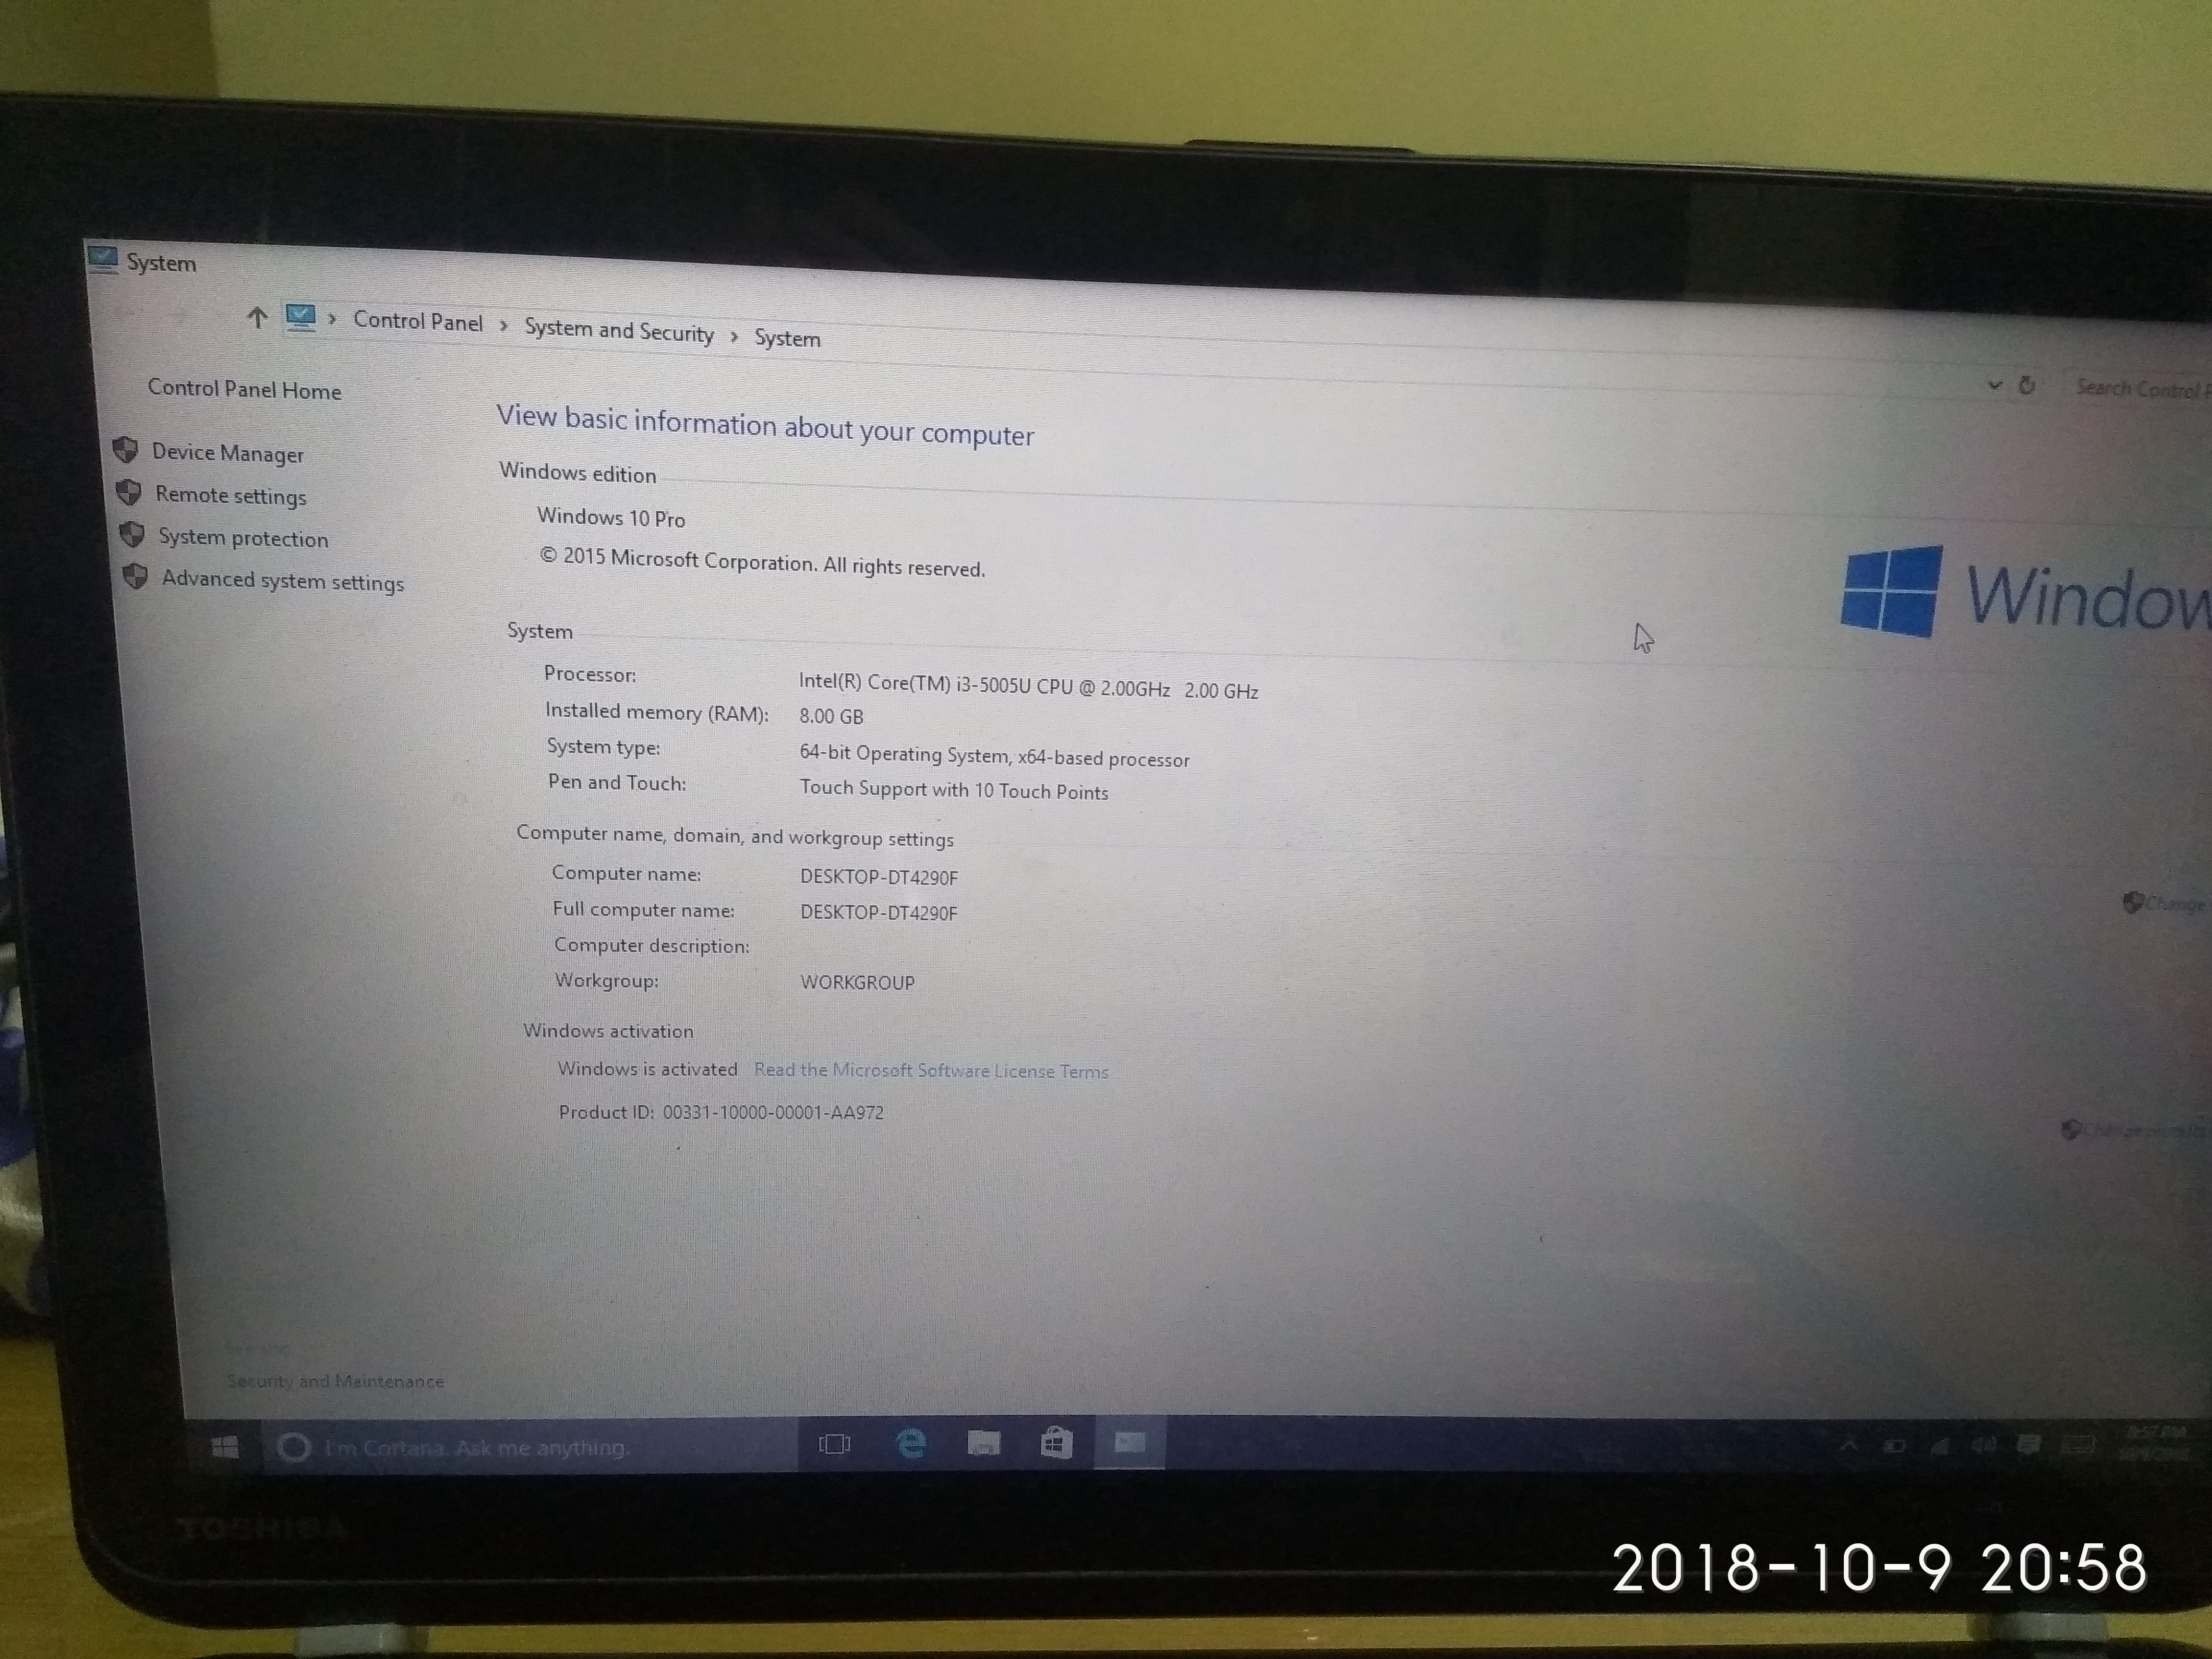 System
Control Panel > System and Security > System
Search Control
Control Panel Home
Device Manager
Remote settings
System protection
Advanced system settings
View basic information about your computer
Windows edition
Windows 10 Pro
© 2015 Microsoft Corporation. All rights reserved.
Window
System
Processor: Intel(R) Core(TM) i3-5005U CPU @ 2.00GHz 2.00 GHz
Installed memory (RAM): 8.00 GB
System type: 64-bit Operating System, x64-based processor
Pen and Touch: Touch Support with 10 Touch Points
Computer name, domain, and workgroup settings
Computer name: DESKTOP-DT4290F
Change
Full computer name: DESKTOP-DT4290F
Computer description:
Workgroup: WORKGROUP
Windows activation
Windows is activated Read the Microsoft Software License Terms
Product ID: 00331-10000-00001-AA972
Change
Security and Maintenance
I'm Cortana. Ask me anything.
TOSHIBA
2018-10-9 20:58